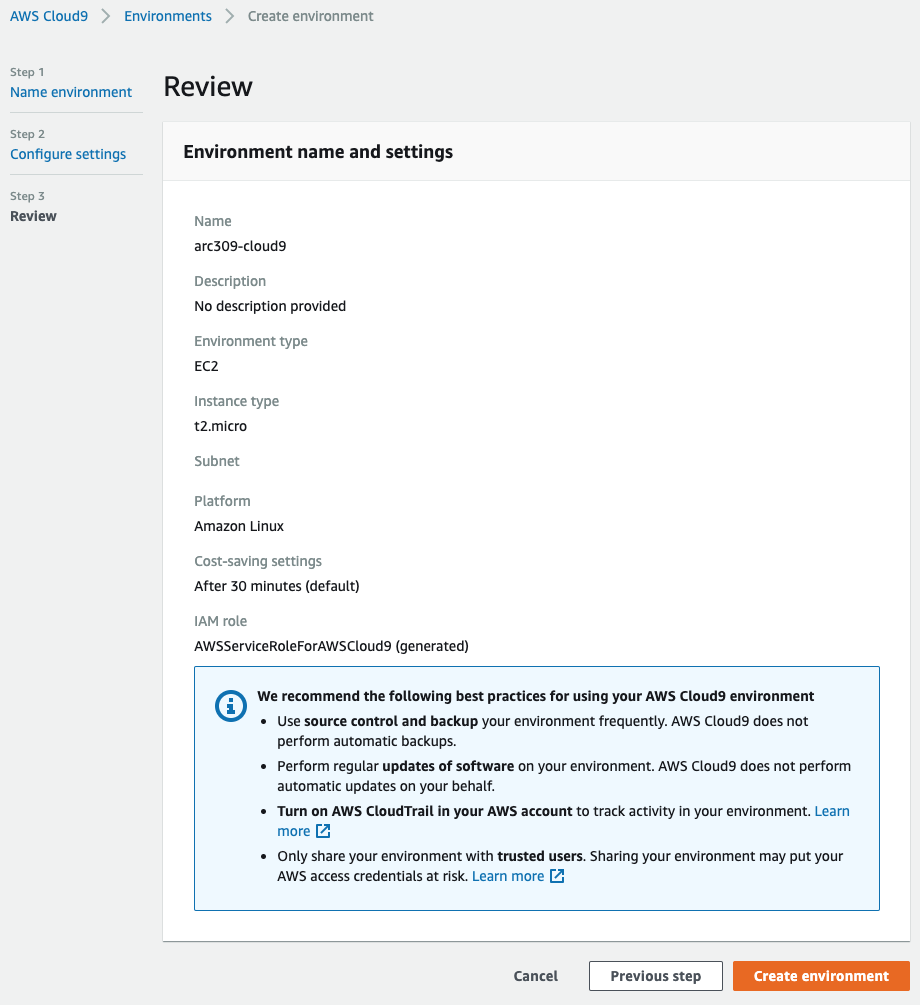 AWS Cloud9 > Environments > Create environment
Step 1
Name environment
Step 2
Configure settings
Step 3
Review
Review
Environment name and settings
Name
arc309-cloud9
Description
No description provided
Environment type
EC2
Instance type
t2.micro
Subnet
Platform
Amazon Linux
Cost-saving settings
After 30 minutes (default)
IAM role
AWSServiceRoleForAWSCloud9 (generated)
We recommend the following best practices for using your AWS Cloud9 environment
• Use source control and backup your environment frequently. AWS Cloud9 does not
perform automatic backups.
• Perform regular updates of software on your environment. AWS Cloud9 does not perform
automatic updates on your behalf.
• Turn on AWS CloudTrail in your AWS account to track activity in your environment. Learn
more
• Only share your environment with trusted users. Sharing your environment may put your
AWS access credentials at risk. Learn more
Cancel Previous step Create environment